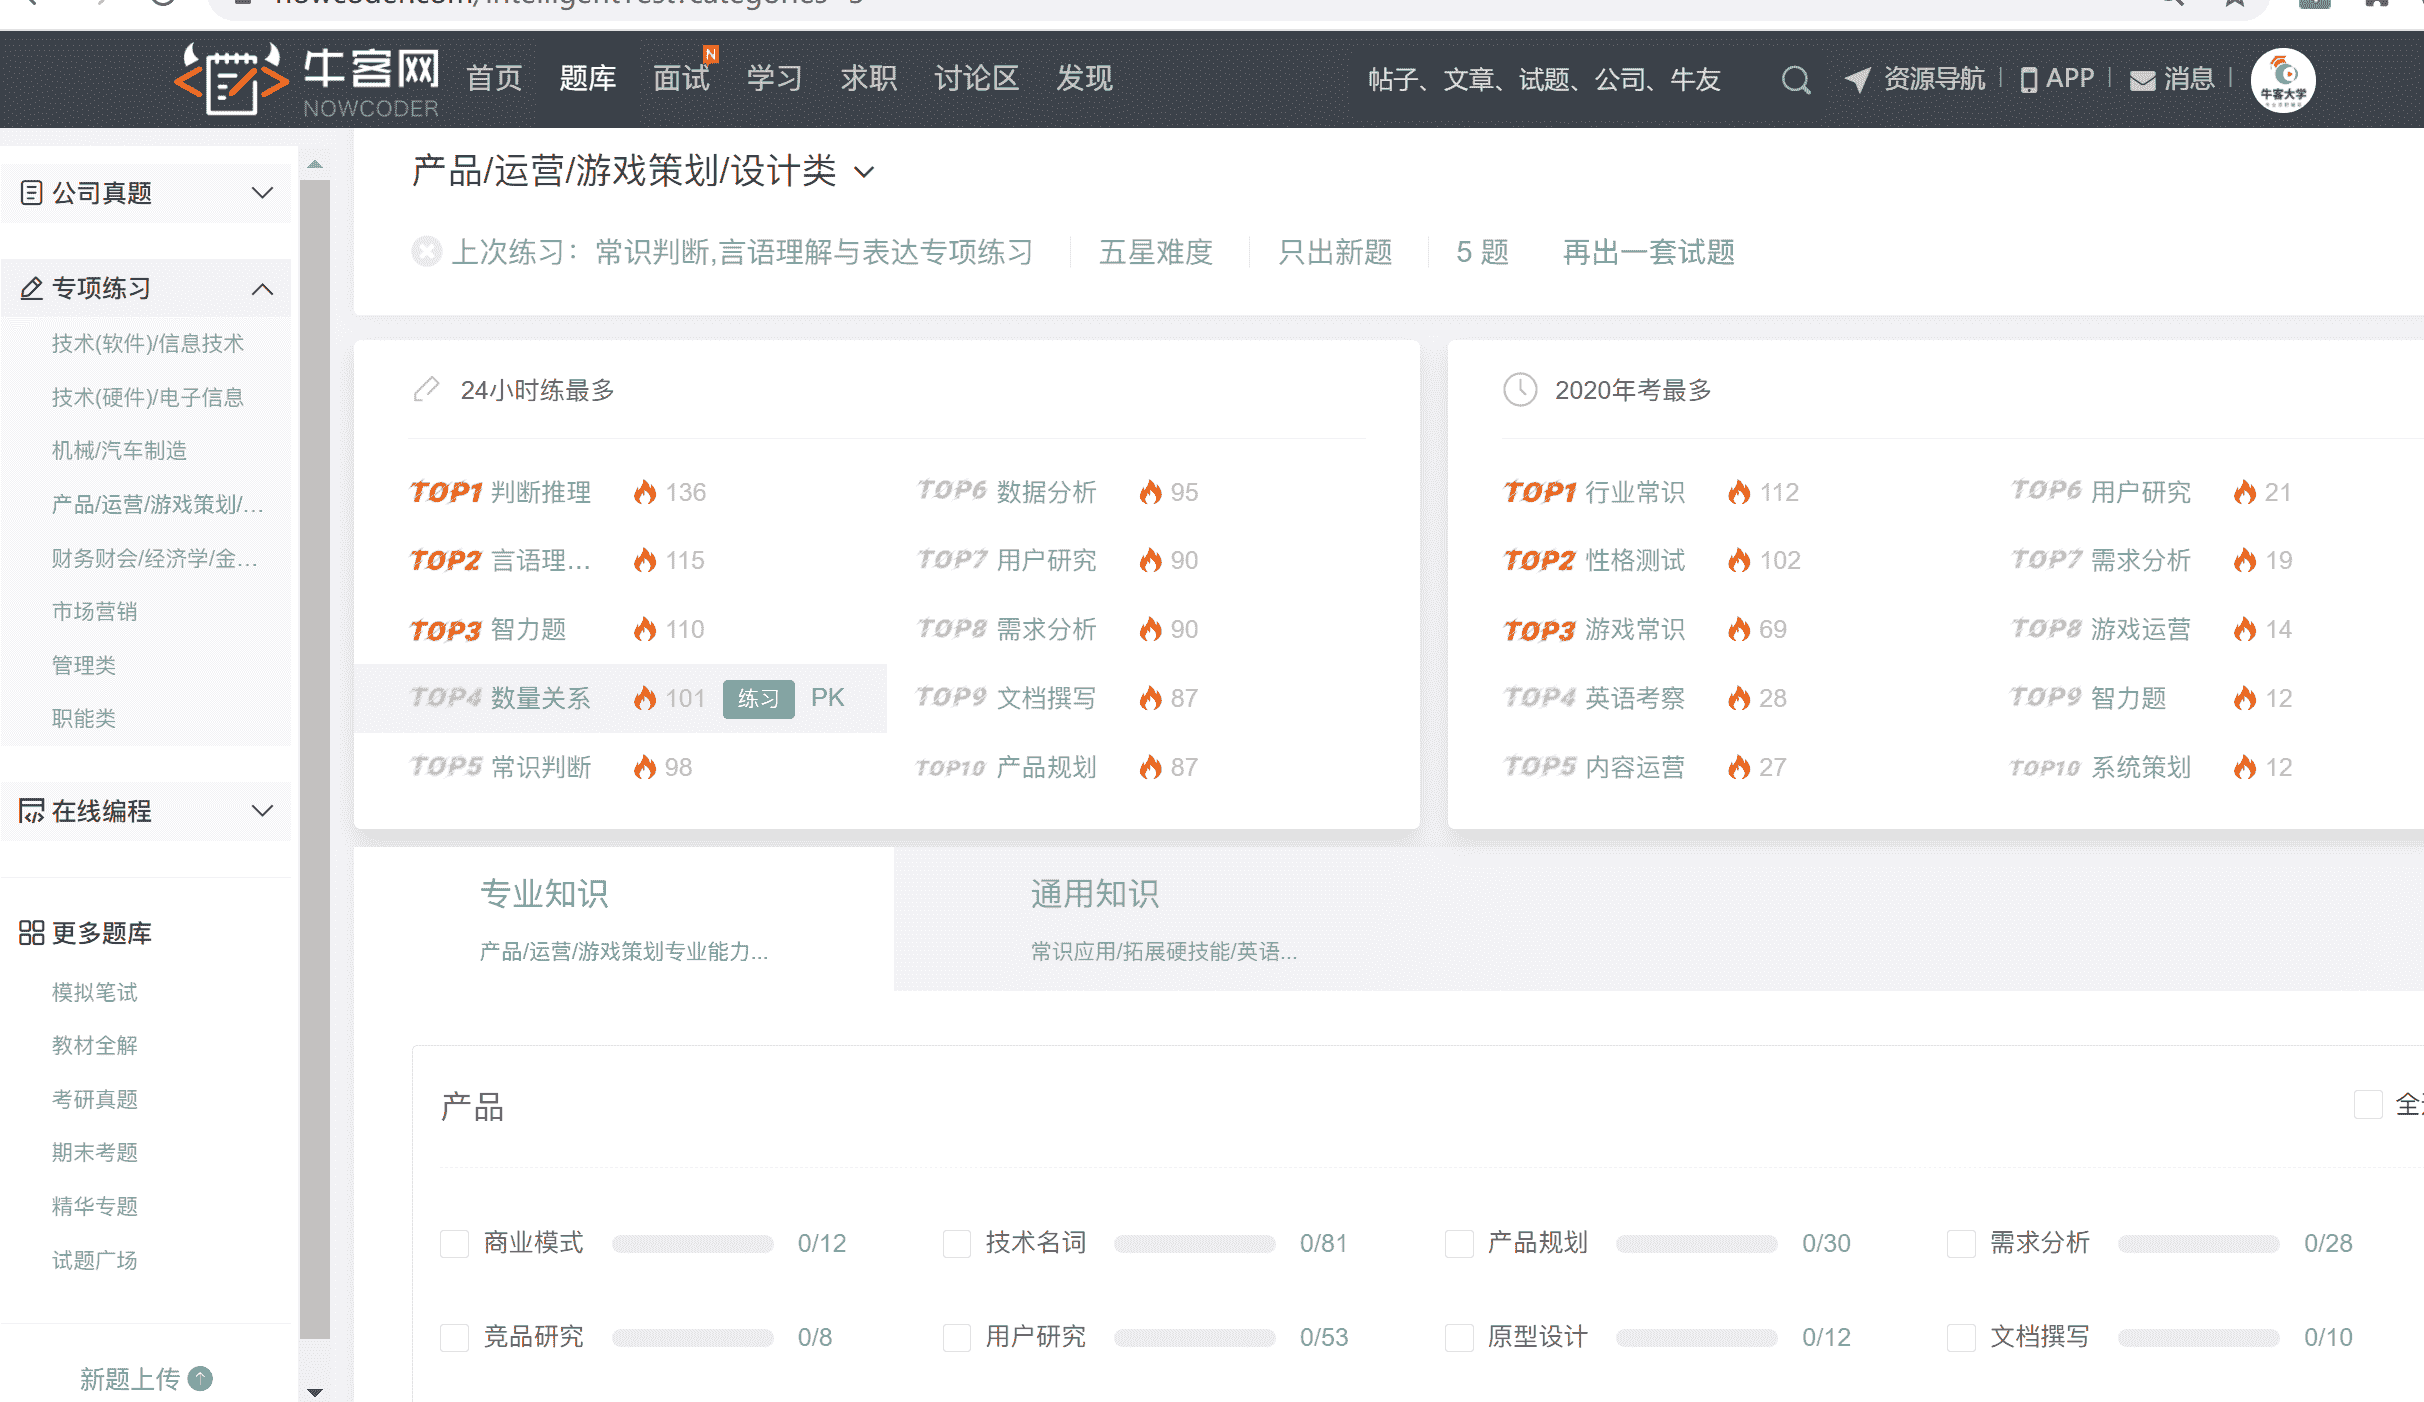 牛客网
NOWCODER
首页
题库
面试
N
学习
求职
讨论区
发现
帖子、文章、试题、公司、牛友
资源导航
APP
消息
牛客大学
公司真题
专项练习
技术(软件)/信息技术
技术(硬件)/电子信息
机械/汽车制造
产品/运营/游戏策划/...
财务财会/经济学/金...
市场营销
管理类
职能类
在线编程
更多题库
模拟笔试
教材全解
考研真题
期末考题
精华专题
试题广场
新题上传
产品/运营/游戏策划/设计类
上次练习：常识判断,言语理解与表达专项练习
五星难度
只出新题
5 题
再出一套试题
24小时练最多
TOP1 判断推理 136
TOP2 言语理... 115
TOP3 智力题 110
TOP4 数量关系 101 练习 PK
TOP5 常识判断 98
TOP6 数据分析 95
TOP7 用户研究 90
TOP8 需求分析 90
TOP9 文档撰写 87
TOP10 产品规划 87
2020年考最多
TOP1 行业常识 112
TOP2 性格测试 102
TOP3 游戏常识 69
TOP4 英语考察 28
TOP5 内容运营 27
TOP6 用户研究 21
TOP7 需求分析 19
TOP8 游戏运营 14
TOP9 智力题 12
TOP10 系统策划 12
专业知识
产品/运营/游戏策划专业能力...
通用知识
常识应用/拓展硬技能/英语...
产品
全
商业模式 0/12
技术名词 0/81
产品规划 0/30
需求分析 0/28
竞品研究 0/8
用户研究 0/53
原型设计 0/12
文档撰写 0/10